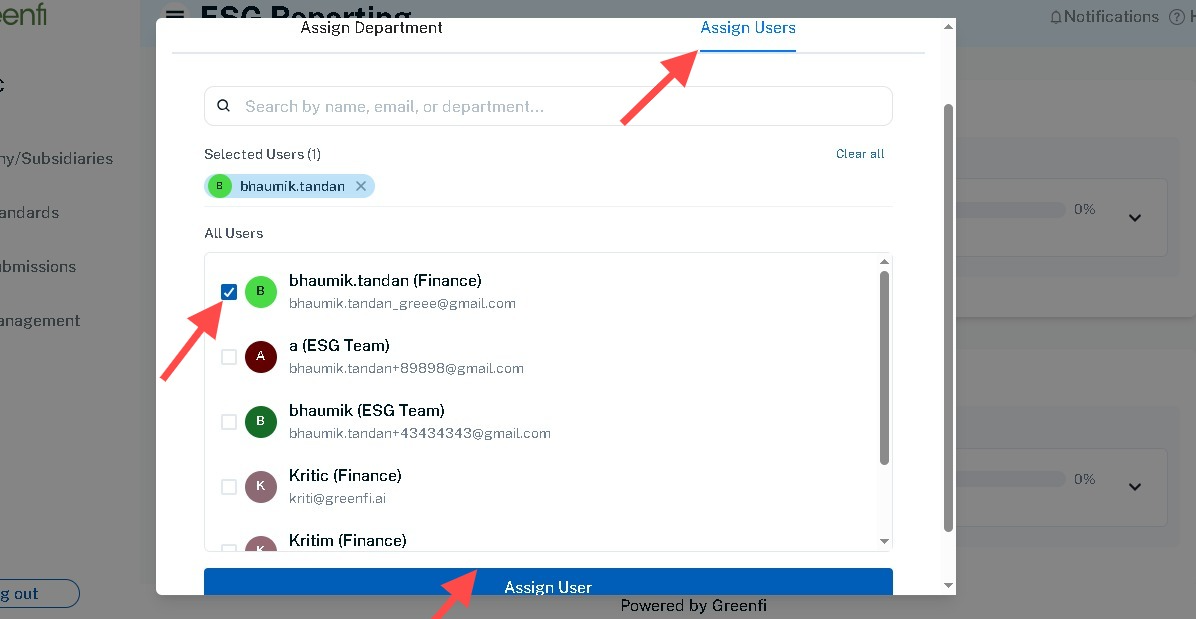 ESG Reporting
Notifications
Assign Department
Assign Users
Search by name, email, or department...
Selected Users (1)
Clear all
B
bhaumik.tandan
All Users
B
bhaumik.tandan (Finance)
bhaumik.tandan_greee@gmail.com
A
a (ESG Team)
bhaumik.tandan+89898@gmail.com
B
bhaumik (ESG Team)
bhaumik.tandan+43434343@gmail.com
K
Kritic (Finance)
kriti@greenfi.ai
K
Kritim (Finance)
Assign User
Powered by Greenfi
enfi
ny/Subsidiaries
andards
bmissions
anagement
g out
0%
0%